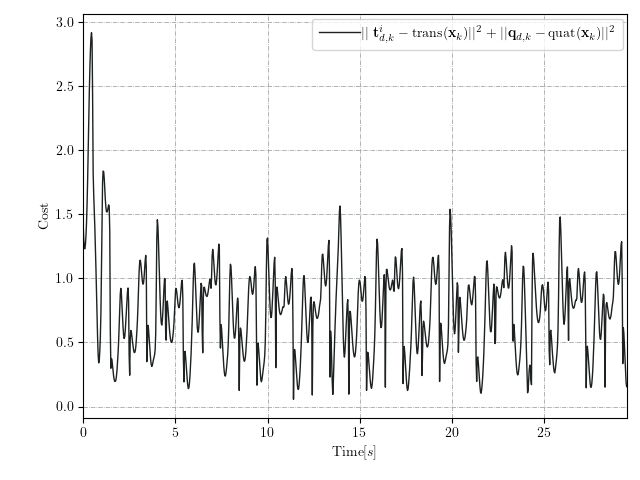 || t^i_{d,k} − trans(x_k)||^2 + ||q_{d,k} − quat(x_k)||^2
3.0
2.5
2.0
1.5
1.0
0.5
0.0
Cost
0 5 10 15 20 25
Time[s]